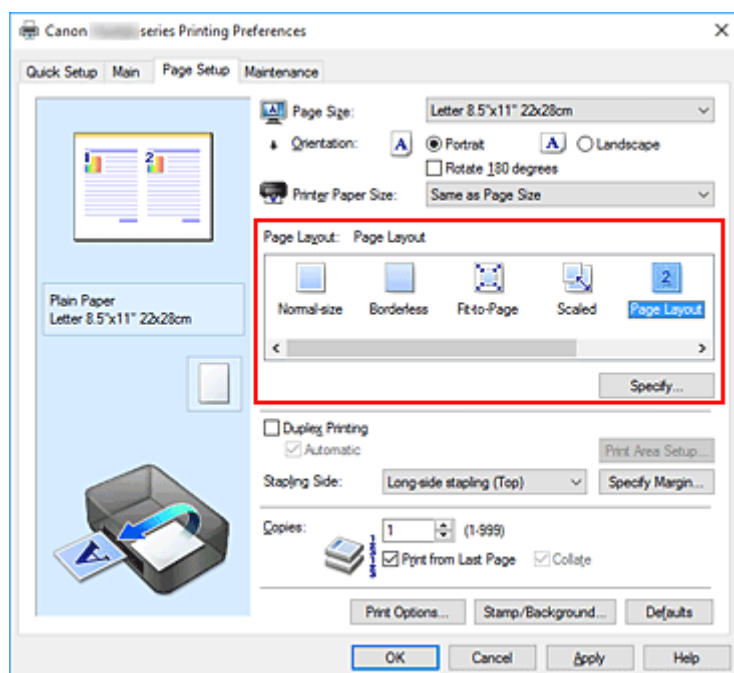 Canon series Printing Preferences
Quick Setup Main Page Setup Maintenance
1 2
Plain Paper
Letter 8.5"x11" 22x28cm
Page Size: Letter 8.5"x11" 22x28cm
Orientation: A Portrait A Landscape
Rotate 180 degrees
Printer Paper Size: Same as Page Size
Page Layout: Page Layout
2
Normal-size Borderless Fit-to-Page Scaled Page Layout
Specify...
Duplex Printing
Automatic Print Area Setup...
Stapling Side: Long-side stapling (Top) Specify Margin...
Copies: 1 (1-999)
Print from Last Page Collate
A
Print Options... Stamp/Background... Defaults
OK Cancel Apply Help